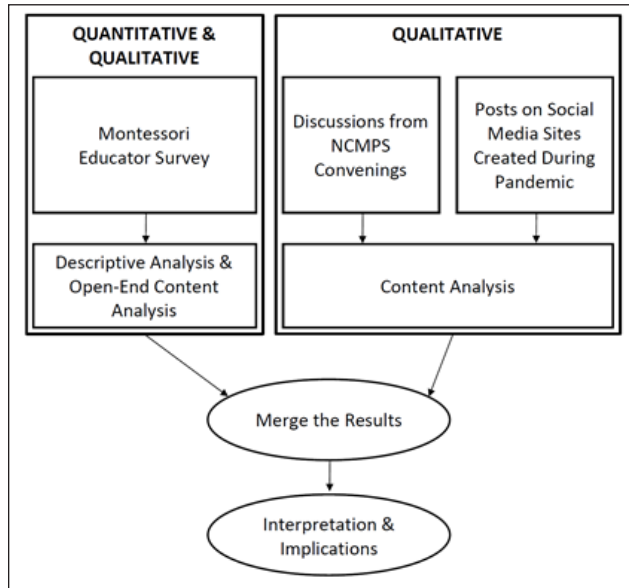 QUANTITATIVE &
QUALITATIVE
Montessori
Educator Survey
Descriptive Analysis &
Open-End Content
Analysis
QUALITATIVE
Discussions from
NCMPS
Convenings
Posts on Social
Media Sites
Created During
Pandemic
Content Analysis
Merge the Results
Interpretation &
Implications